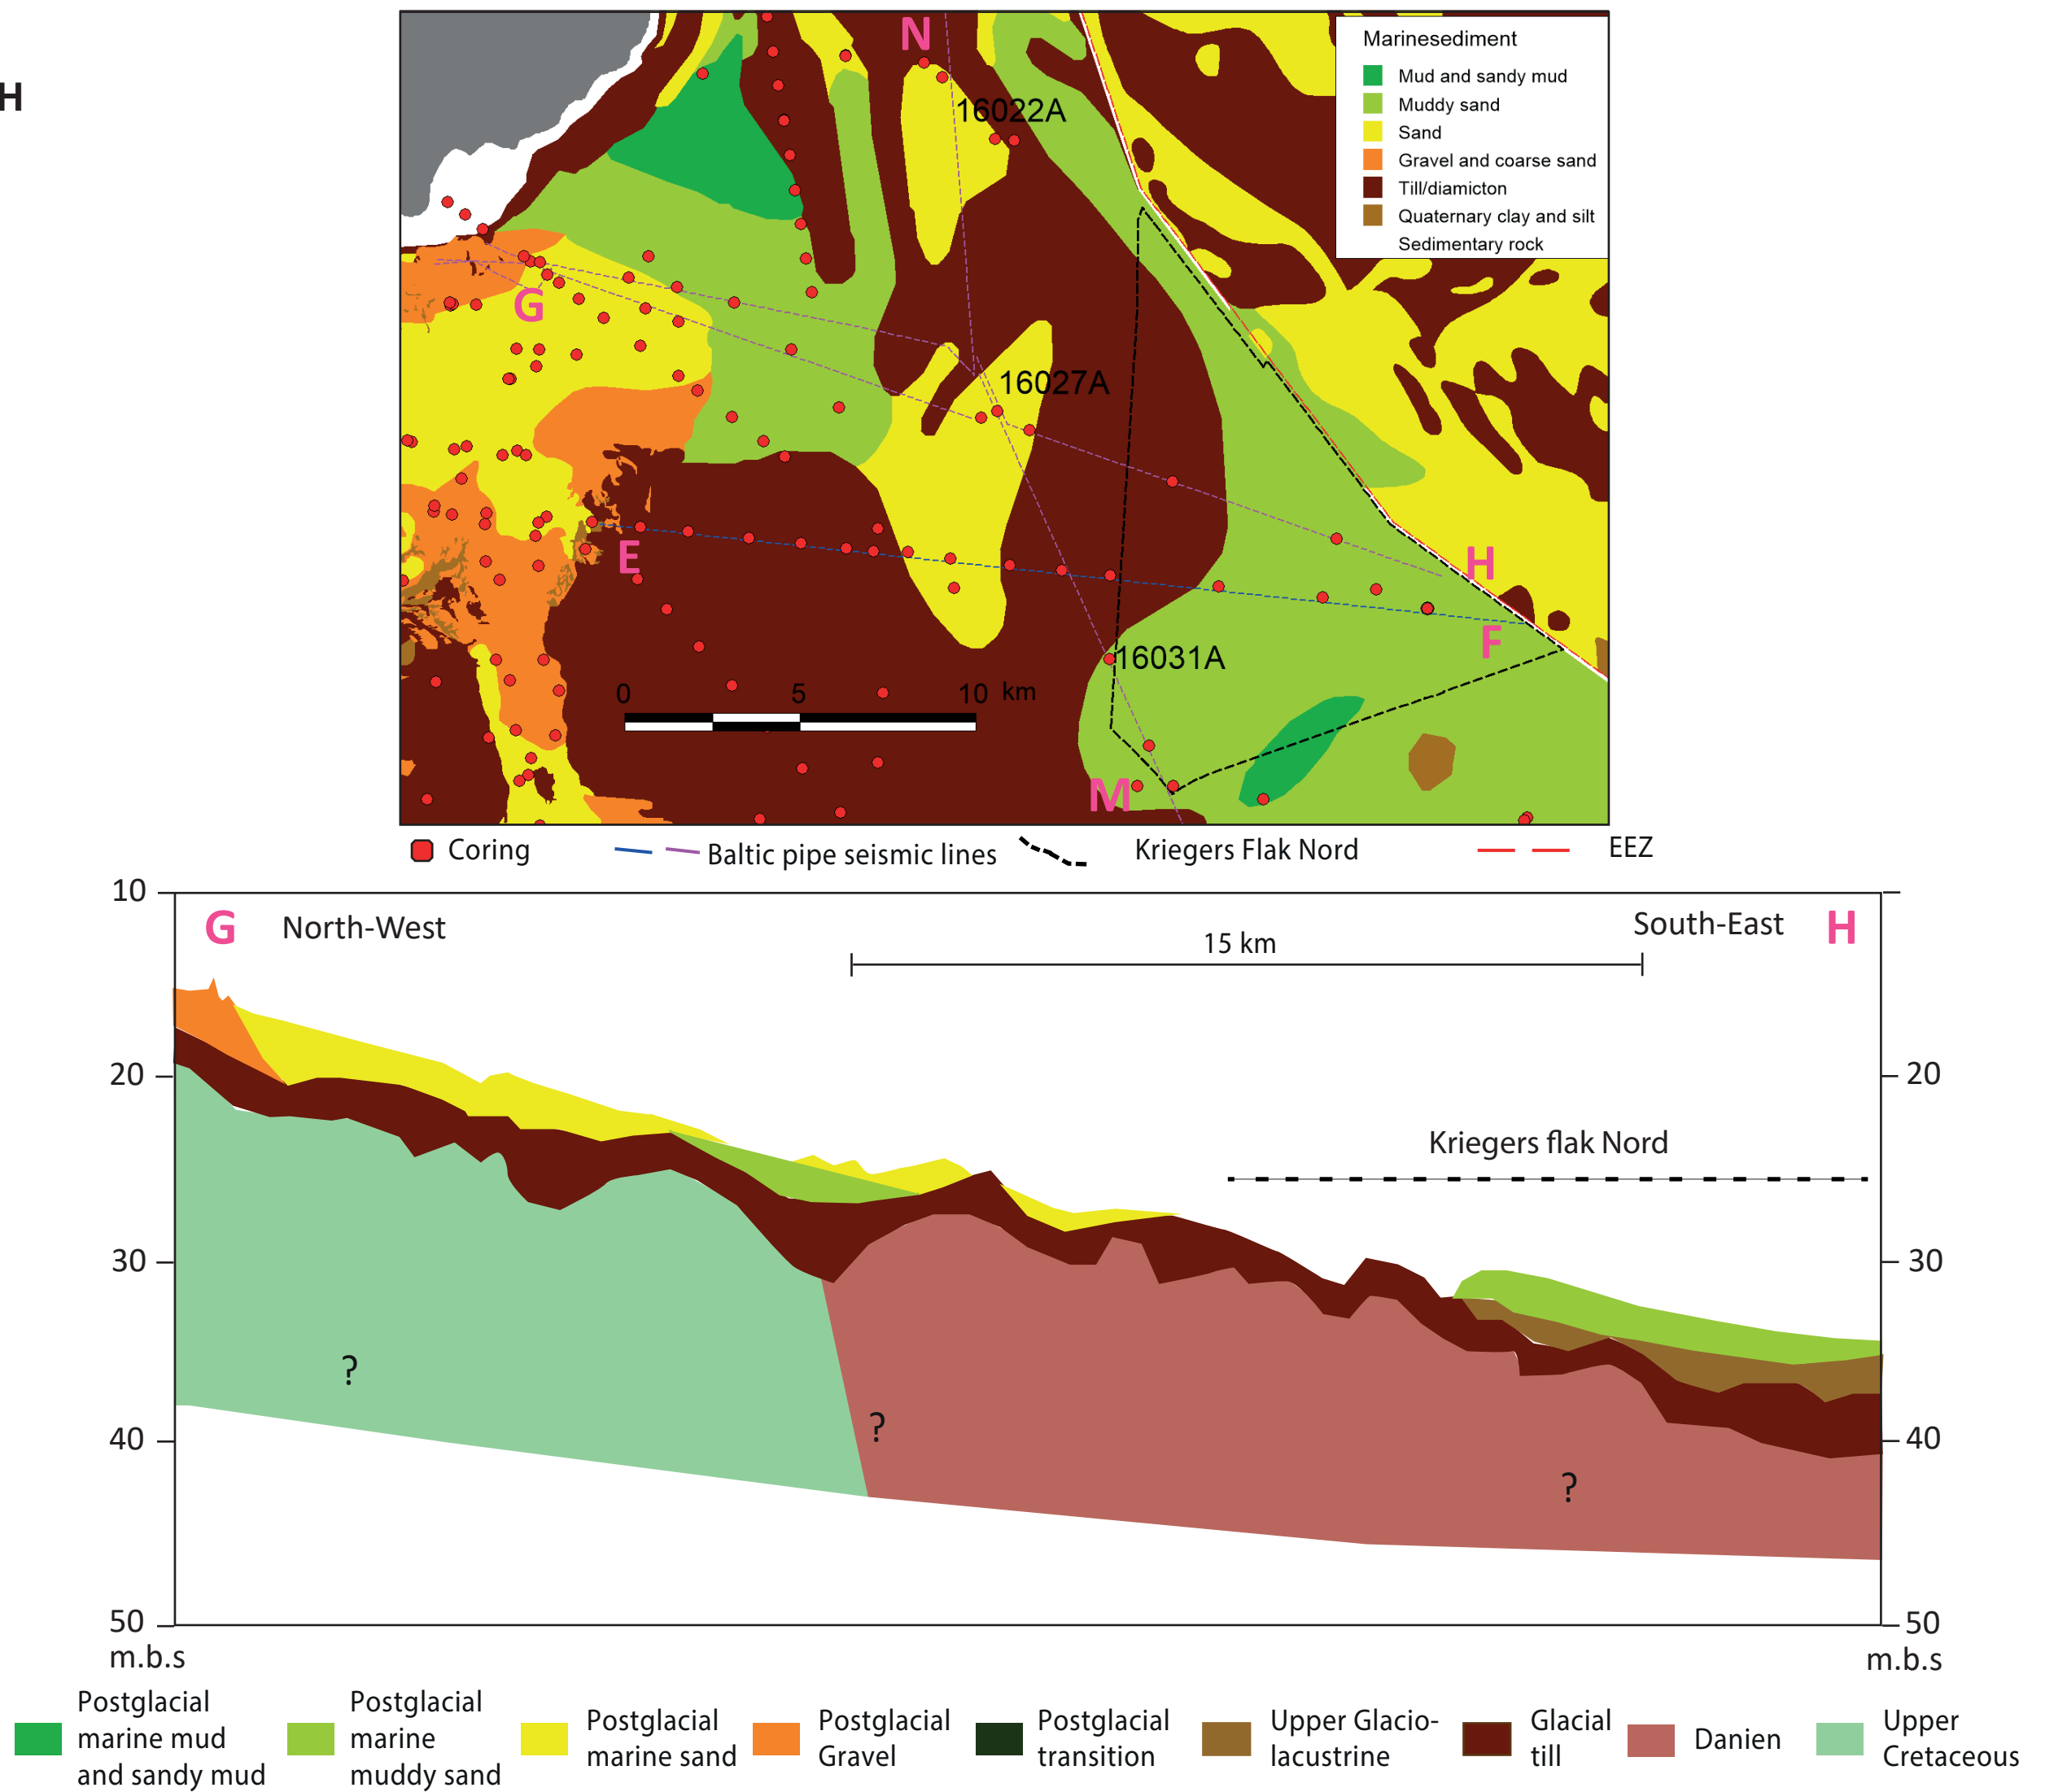 H
N
16022A
Marinesediment
Mud and sandy mud
Muddy sand
Sand
Gravel and coarse sand
Till/diamicton
Quaternary clay and silt
Sedimentary rock
G
16027A
E
H
F
16031A
0 5 10 km
M
Coring
Baltic pipe seismic lines
Kriegers Flak Nord
EEZ
10
G North-West
South-East H
15 km
20 20
Kriegers flak Nord
30 30
?
?
40 40
?
50 50
m.b.s m.b.s
Postglacial
marine mud
and sandy mud
Postglacial
marine
muddy sand
Postglacial
marine sand
Postglacial
Gravel
Postglacial
transition
Upper Glacio-
lacustrine
Glacial
till
Danien
Upper
Cretaceous